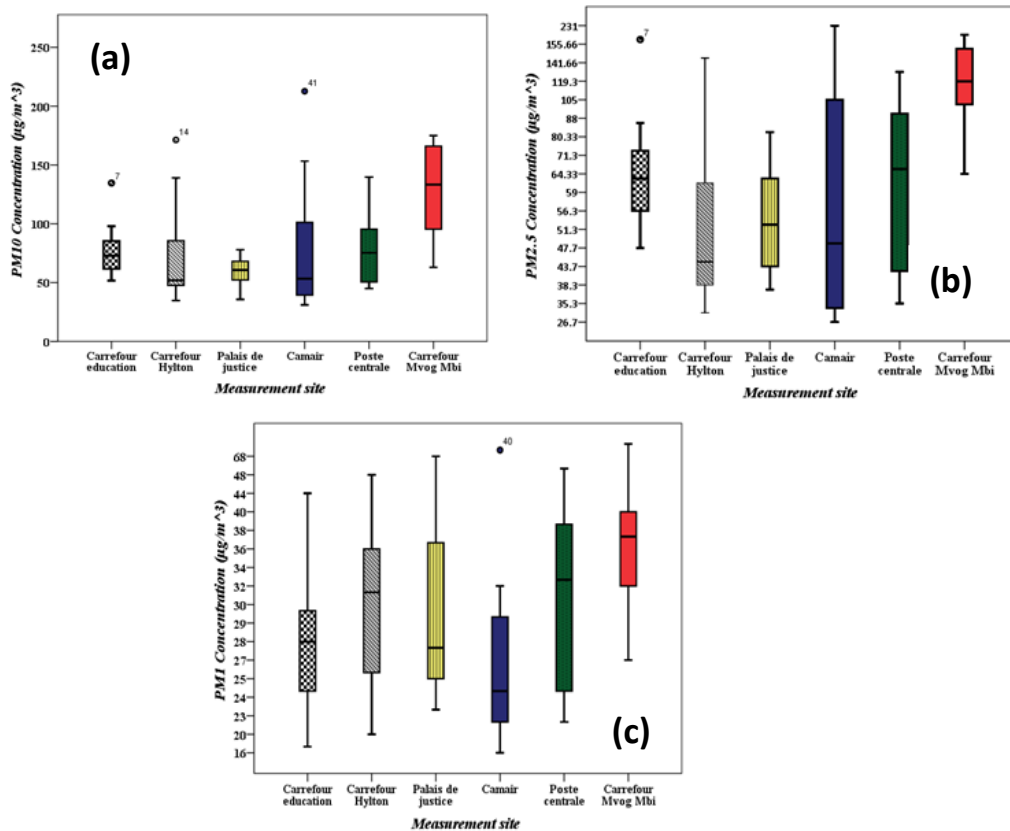 (a)
PM10 Concentration (µg/m^3)
250
200
150
100
50
0
7
14
41
Carrefour education
Carrefour Hylton
Palais de justice
Camair
Poste centrale
Carrefour Mvog Mbi
Measurement site
(b)
PM2.5 Concentration (µg/m^3)
231
155.66
141.66
119.3
105
88
80.33
71.3
64.33
5.9
56.3
51.3
47.7
43.7
38.3
35.3
26.7
7
Carrefour education
Carrefour Hylton
Palais de justice
Camair
Poste centrale
Carrefour Mvog Mbi
Measurement site
(c)
PM1 Concentration (µg/m^3)
68
48
44
40
38
36
34
32
30
29
28
27
25
24
23
20
16
40
Carrefour education
Carrefour Hylton
Palais de justice
Camair
Poste centrale
Carrefour Mvog Mbi
Measurement site